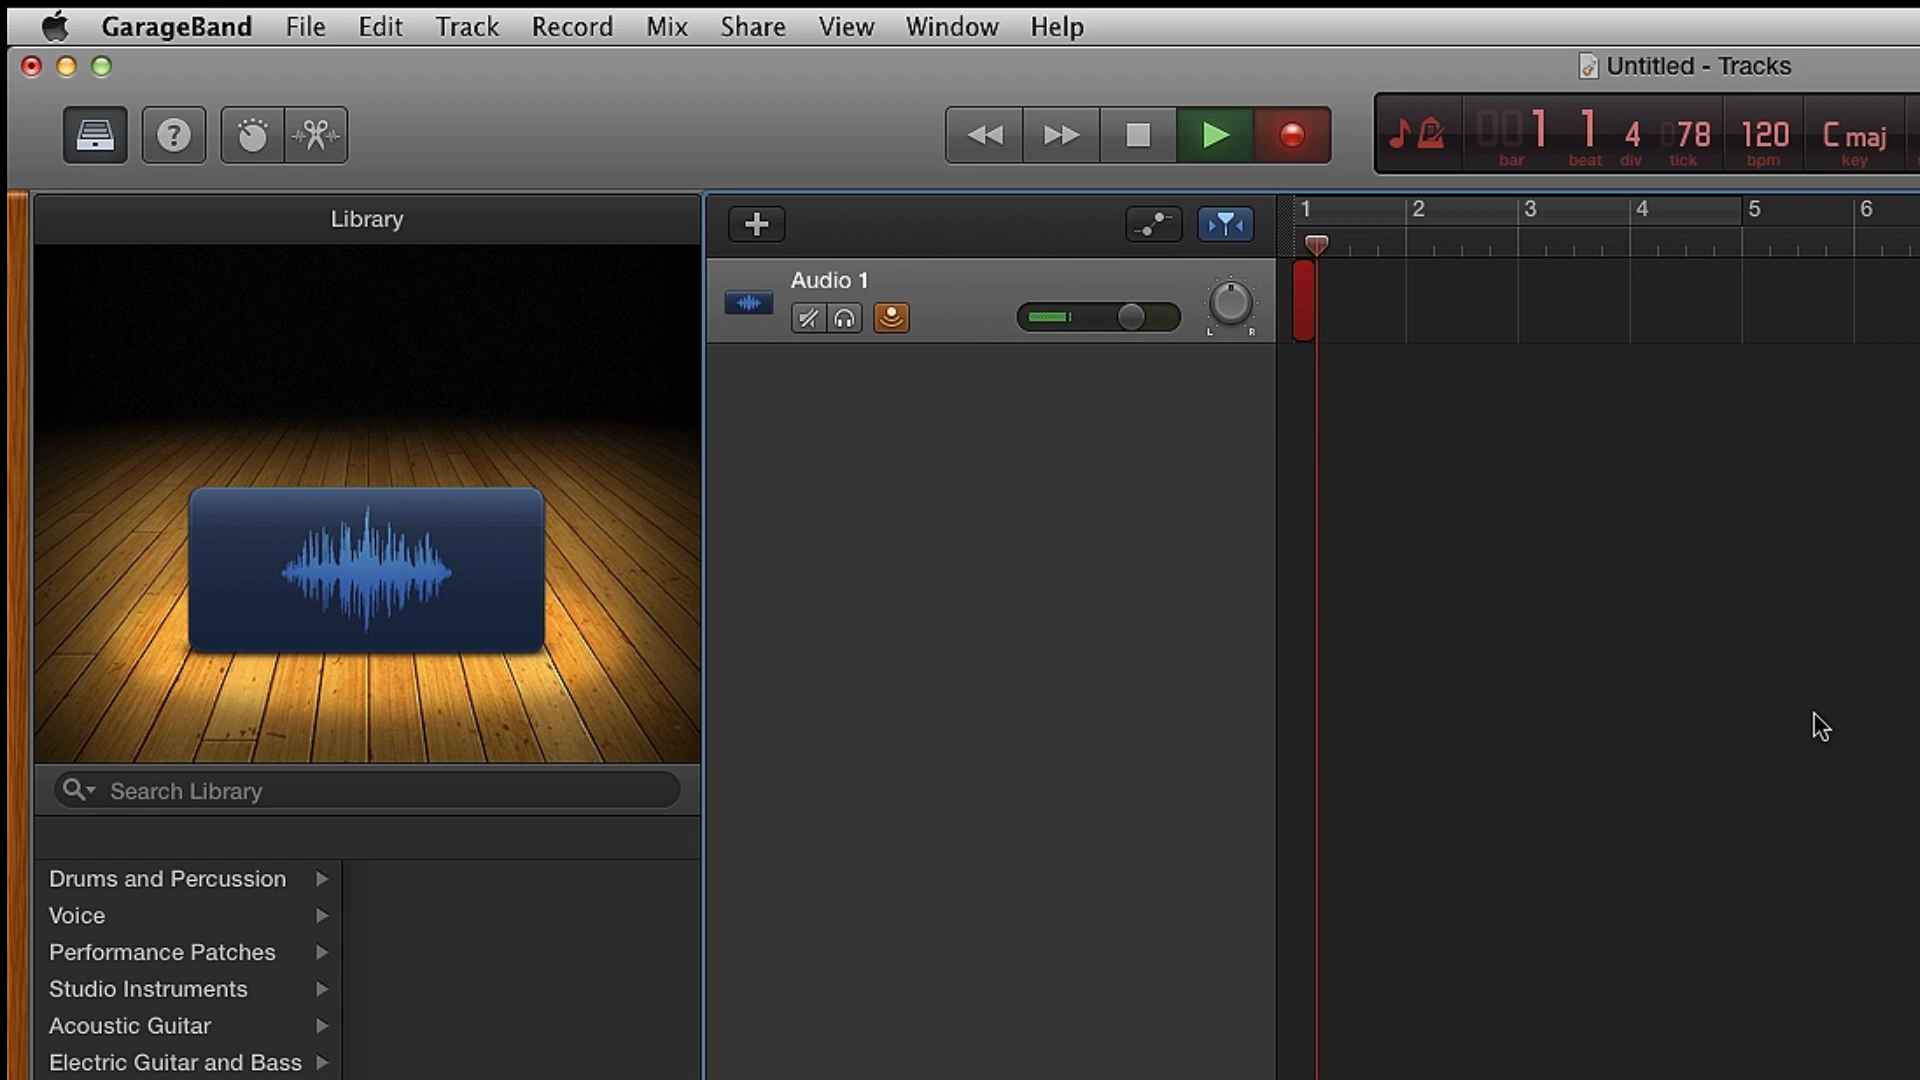 GarageBand File Edit Track Record Mix Share View Window Help
Untitled - Tracks
?
001 1 4 078 120 C maj
bar beat div tick bpm key
Library
1 2 3 4 5 6
Audio 1
L R
Search Library
Drums and Percussion
Voice
Performance Patches
Studio Instruments
Acoustic Guitar
Electric Guitar and Bass